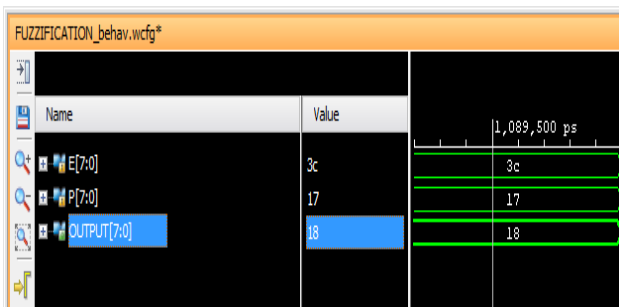 FUZZIFICATION_behav.wcfg*
Name Value
1,089,500 ps
E[7:0] 3c 3c
P[7:0] 17 17
OUTPUT[7:0] 18 18